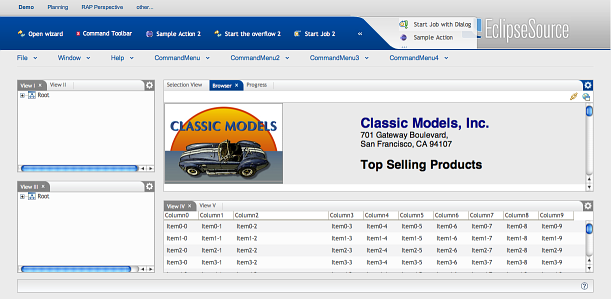 Demo Planning RAP Perspective other...
Open wizard Command Toolbar Sample Action 2 Start the overflow 2 Start Job 2 «
Start Job with Dialog
Sample Action
...
EclipseSource
File Window Help CommandMenu CommandMenu2 CommandMenu3 CommandMenu4
View I View II
Root
Selection View Browser Progress
CLASSIC MODELS
Classic Models, Inc.
701 Gateway Boulevard,
San Francisco, CA 94107
Top Selling Products
View III
Root
View IV View V
Column0 Column1 Column2 Column3 Column4 Column5 Column6 Column7 Column8 Column9
Item0-0 Item0-1 Item0-2 Item0-3 Item0-4 Item0-5 Item0-6 Item0-7 Item0-8 Item0-9
Item1-0 Item1-1 Item1-2 Item1-3 Item1-4 Item1-5 Item1-6 Item1-7 Item1-8 Item1-9
Item2-0 Item2-1 Item2-2 Item2-3 Item2-4 Item2-5 Item2-6 Item2-7 Item2-8 Item2-9
Item3-0 Item3-1 Item3-2 Item3-3 Item3-4 Item3-5 Item3-6 Item3-7 Item3-8 Item3-9